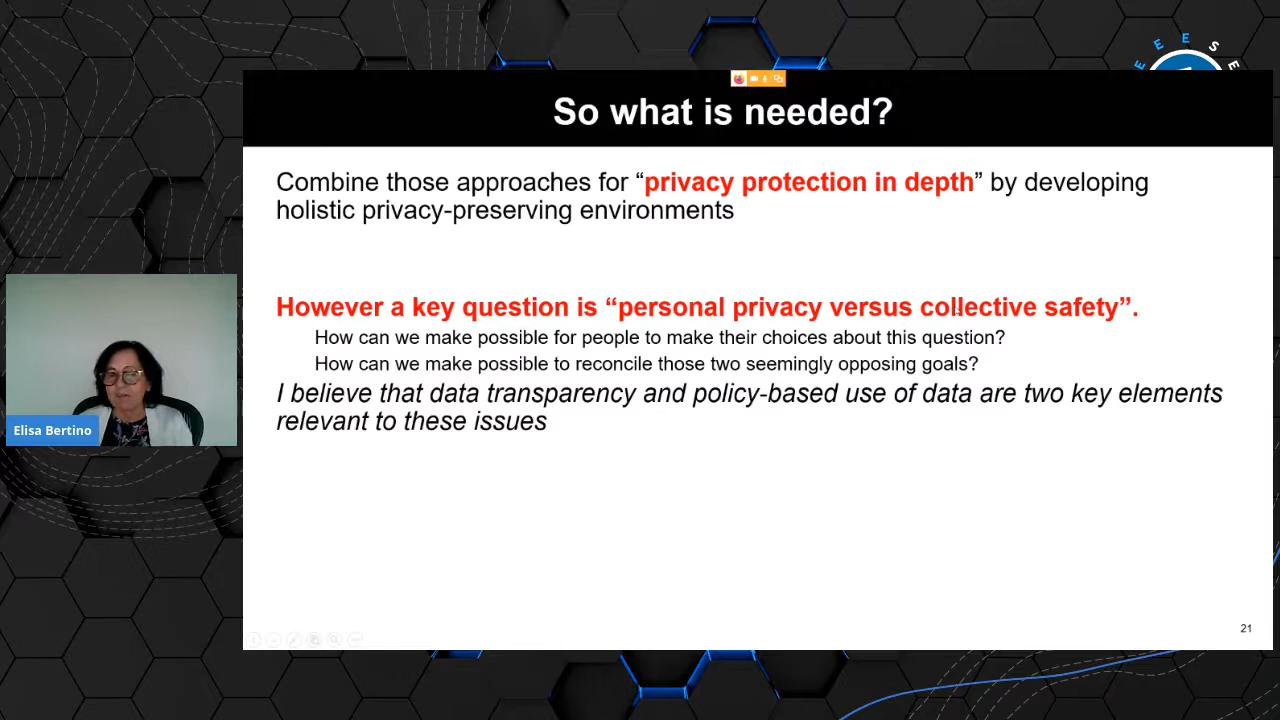 E E S E
So what is needed?
Combine those approaches for “privacy protection in depth” by developing
holistic privacy-preserving environments
However a key question is “personal privacy versus collective safety”.
How can we make possible for people to make their choices about this question?
How can we make possible to reconcile those two seemingly opposing goals?
I believe that data transparency and policy-based use of data are two key elements
relevant to these issues
Elisa Bertino
21